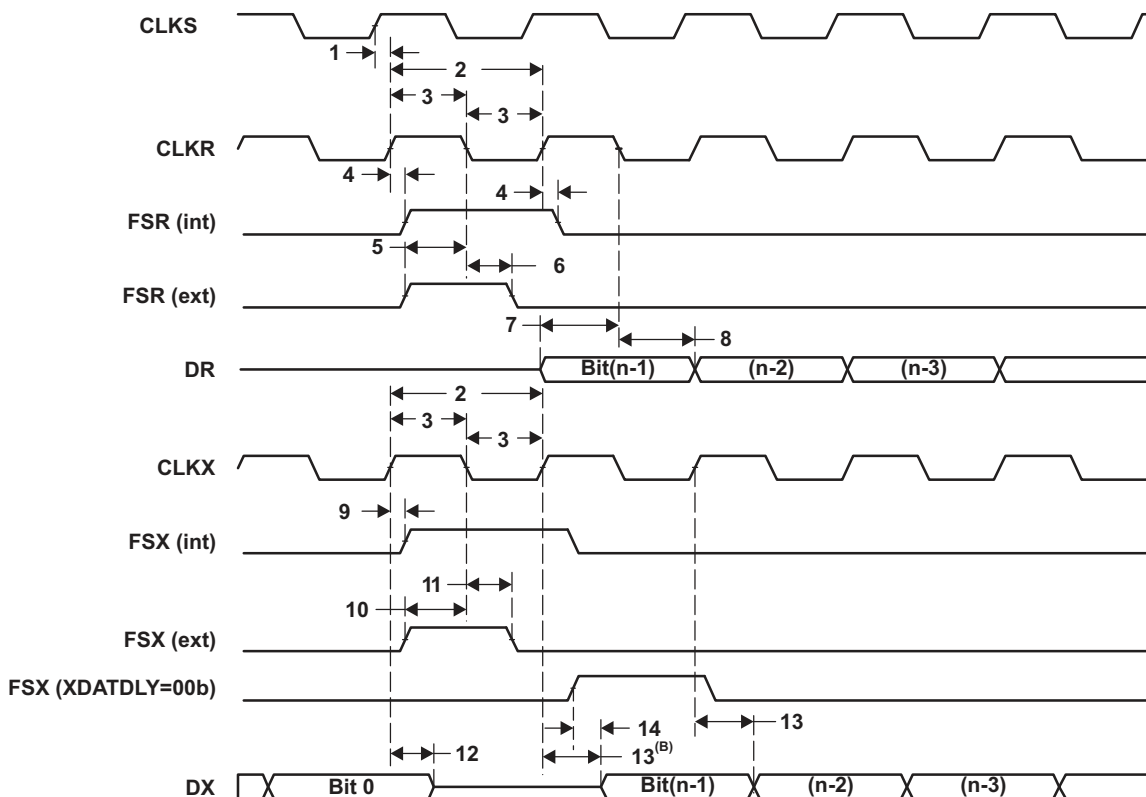 CLKS
1
2
3
3
CLKR
4
4
FSR (int)
5
6
FSR (ext)
7
8
DR
Bit(n-1) (n-2) (n-3)
2
3
3
CLKX
9
FSX (int)
11
10
FSX (ext)
FSX (XDATDLY=00b)
14 13
12 13(B)
DX Bit 0 Bit(n-1) (n-2) (n-3)